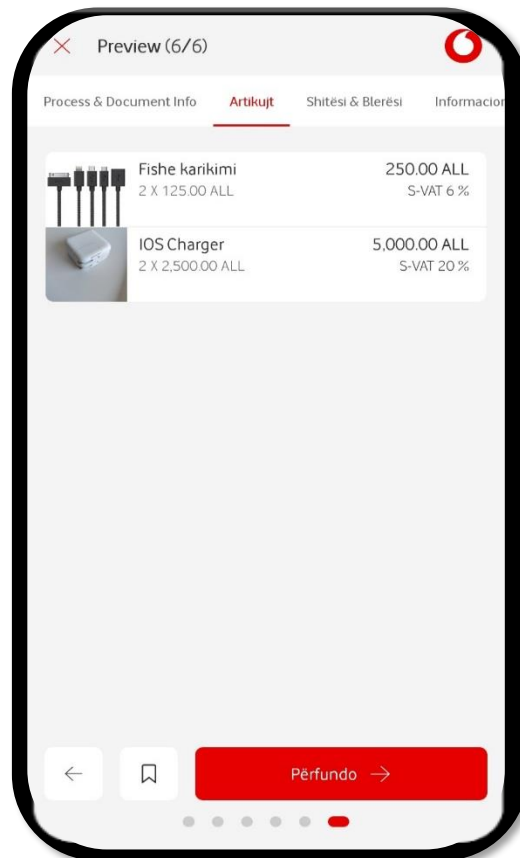 Preview (6/6)
Process & Document Info Artikujt Shitësi & Blerësi Informacion
Fishe karikimi 250.00 ALL
2 X 125.00 ALL S-VAT 6 %
IOS Charger 5,000.00 ALL
2 X 2,500.00 ALL S-VAT 20 %
Përfundo